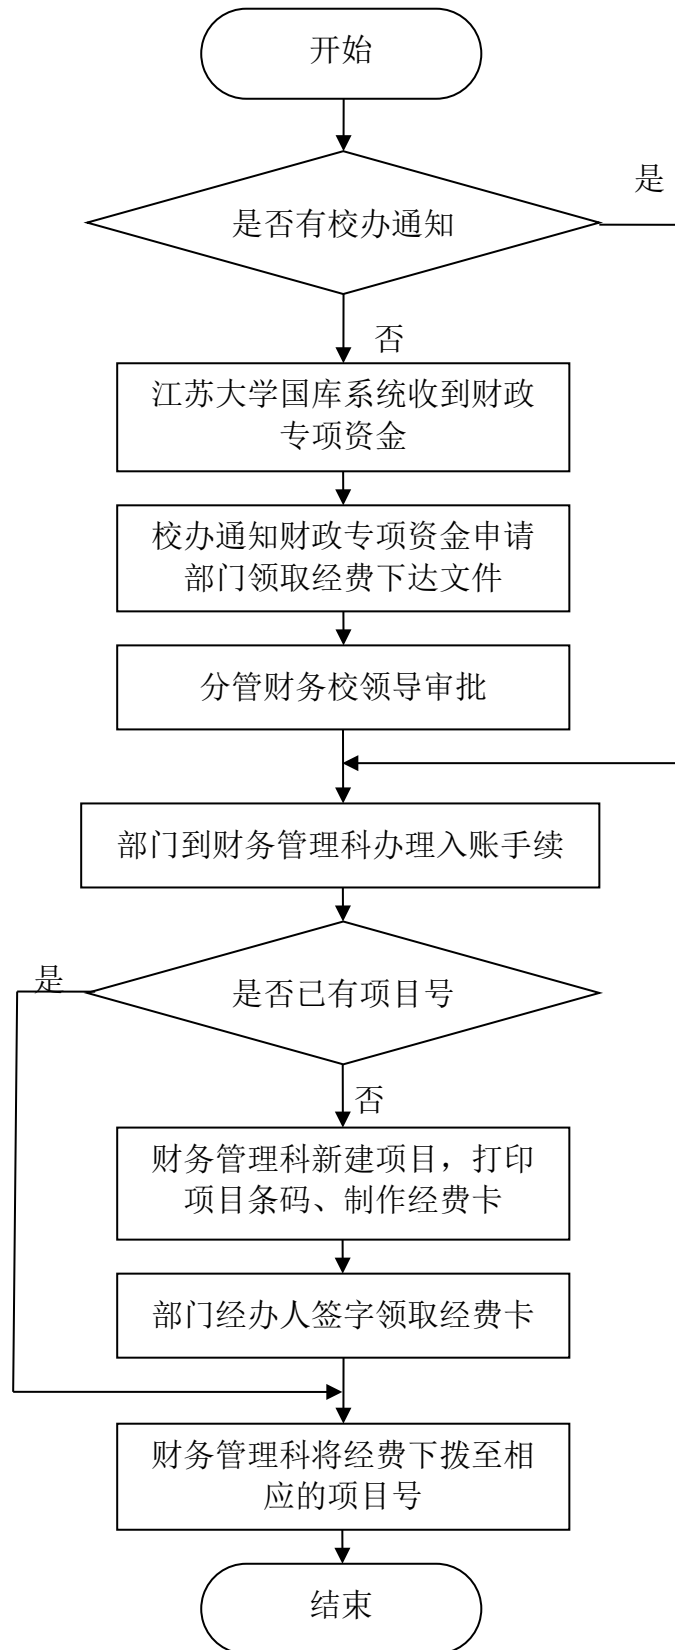 开始
是
是否有校办通知
否
江苏大学国库系统收到财政
专项资金
校办通知财政专项资金申请
部门领取经费下达文件
分管财务校领导审批
部门到财务管理科办理入账手续
是
是否已有项目号
否
财务管理科新建项目，打印
项目条码、制作经费卡
部门经办人签字领取经费卡
财务管理科将经费下拨至相
应的项目号
结束